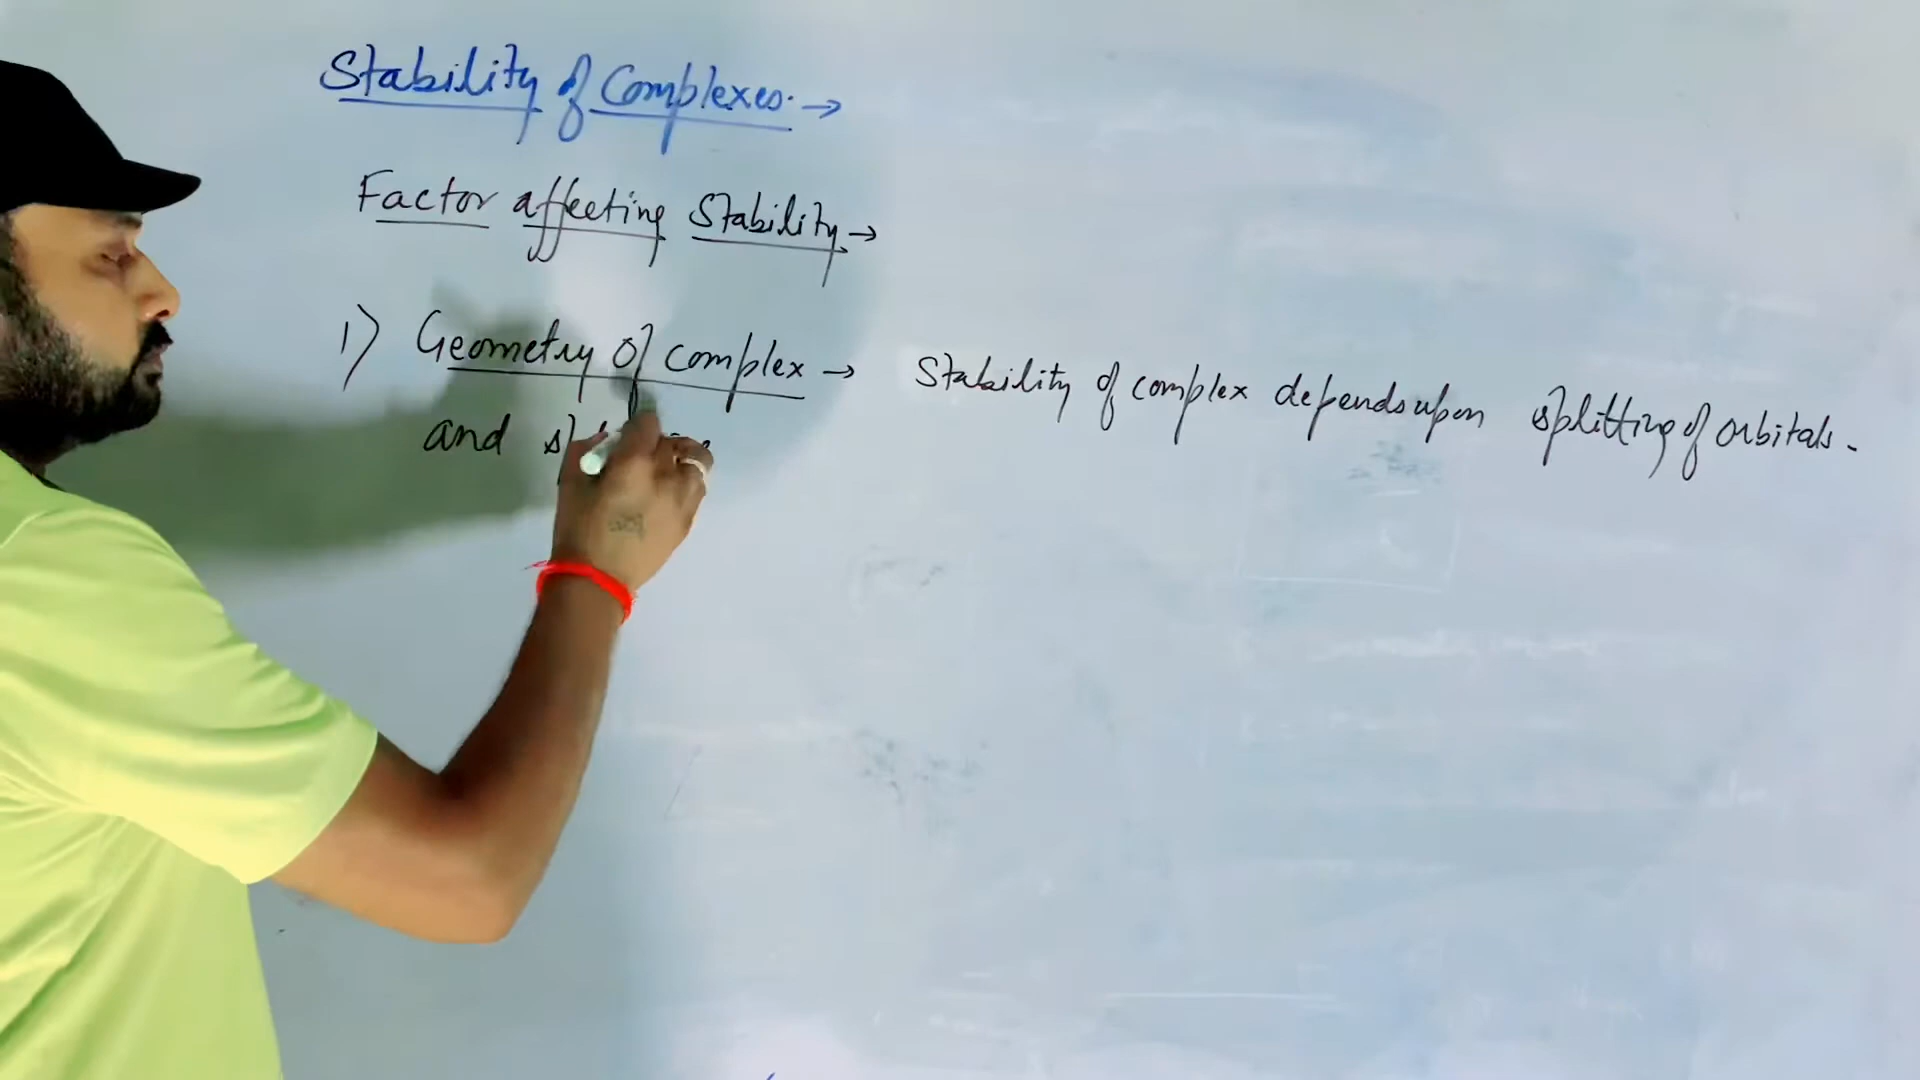 Stability of Complexes. →
Factor affecting Stability →
1) Geometry of complex → Stability of complex depends upon splitting of orbitals.
and